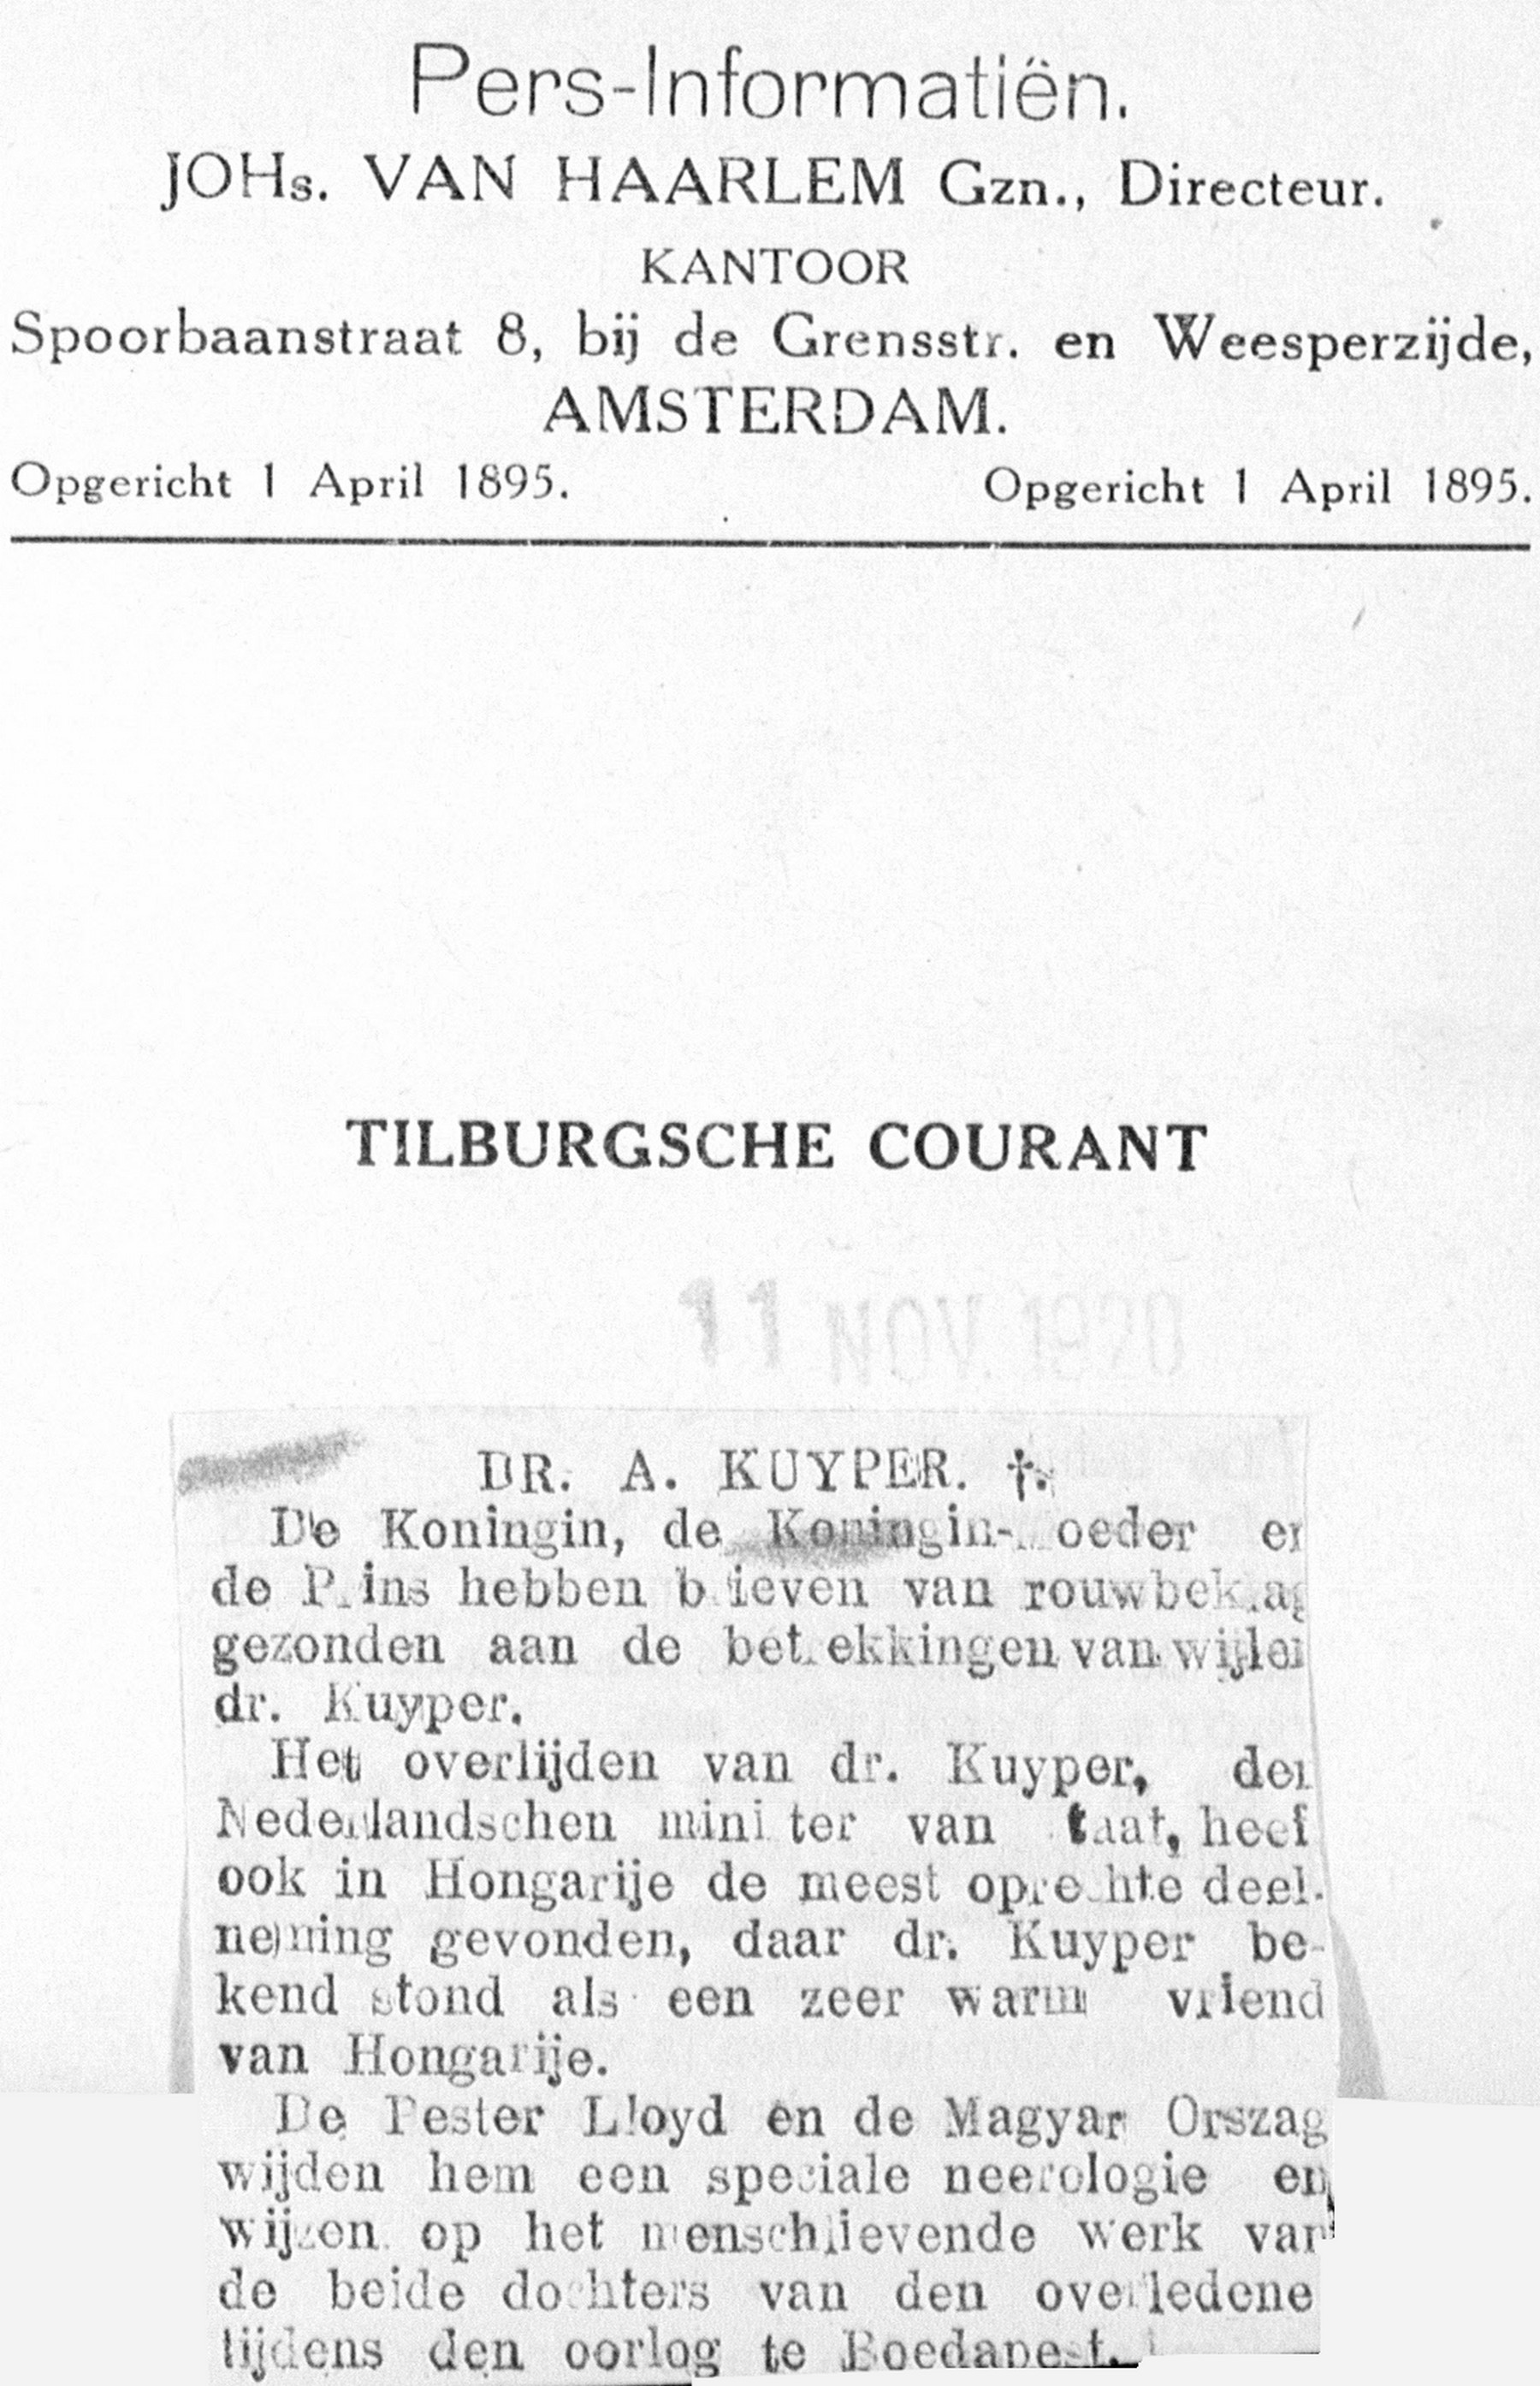 Pers-Informatiën.
JOHs. VAN HAARLEM Gzn., Directeur.
KANTOOR
Spoorbaanstraat 8, bij de Grensstr. en Weesperzijde,
AMSTERDAM.
Opgericht 1 April 1895. Opgericht 1 April 1895.
TILBURGSCHE COURANT
11 NOV. 1920
DR. A. KUYPER. †.
De Koningin, de Koningin-moeder en
de Prins hebben brieven van rouwbeklag
gezonden aan de betrekkingen van wijlen
dr. Kuyper.
Het overlijden van dr. Kuyper, den
Nederlandschen minister van staat, heeft
ook in Hongarije de meest oprechte deel-
neming gevonden, daar dr. Kuyper be-
kend stond als een zeer warm vriend
van Hongarije.
De Pester Lloyd en de Magyar Orszag
wijden hem een speciale neerologie en
wijzen op het menschlievende werk van
de beide dochters van den overledene
tijdens den oorlog te Boedapest.